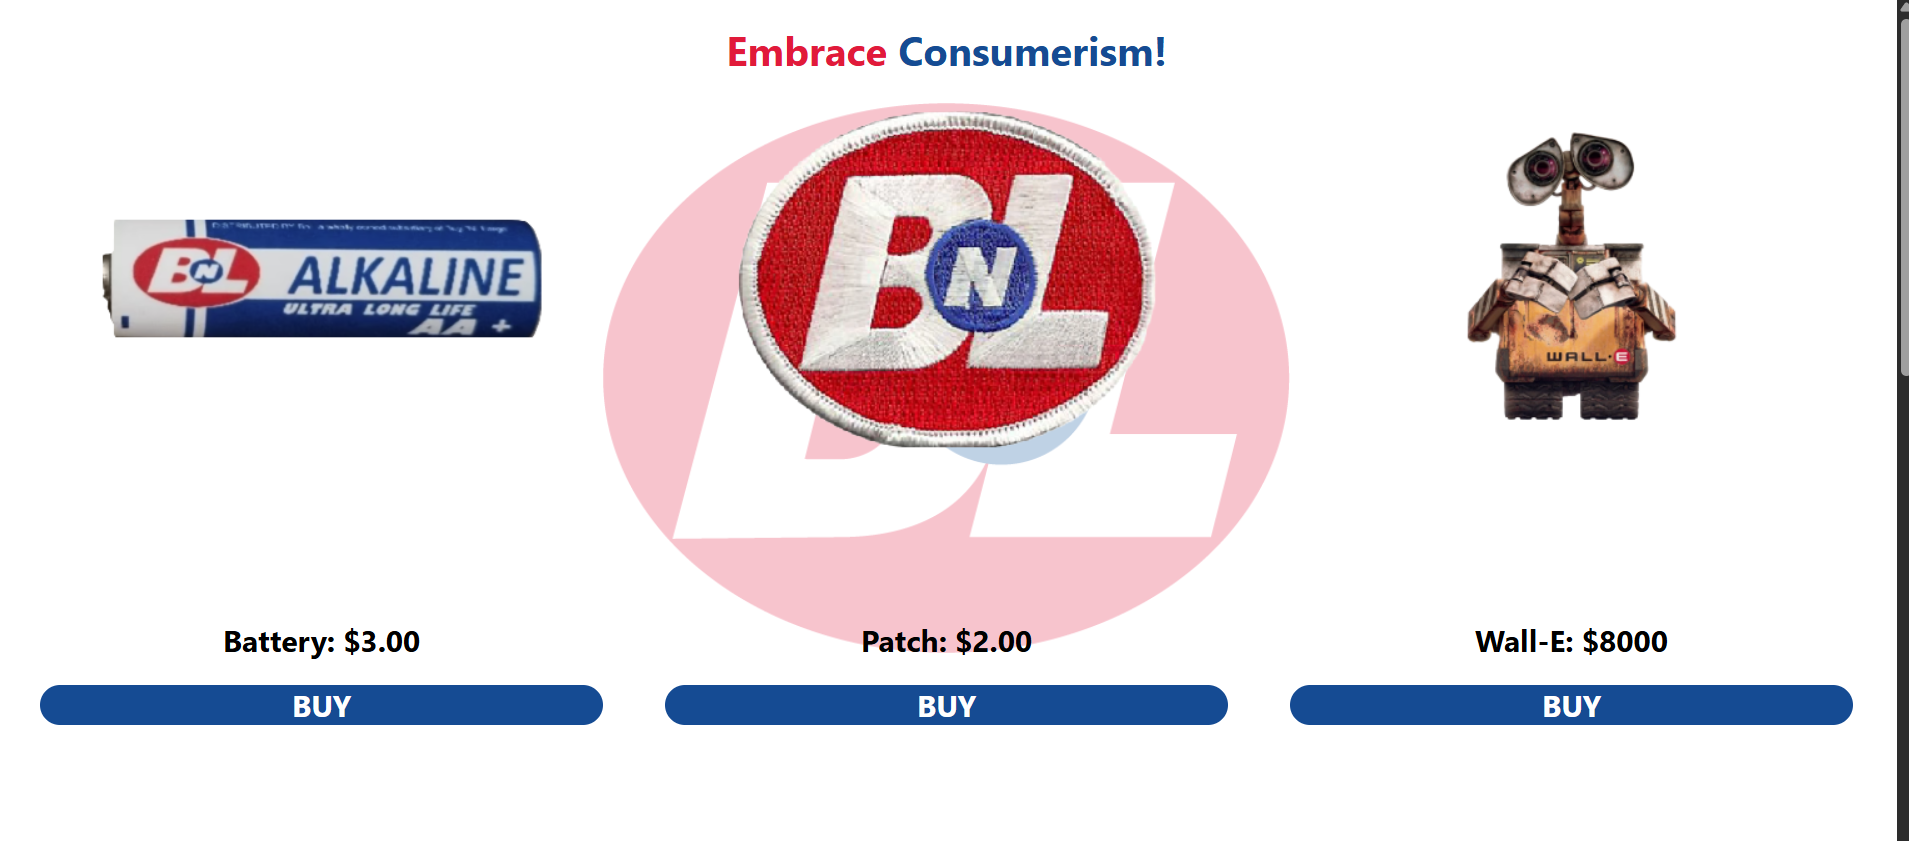 Embrace Consumerism!
BNL
ALKALINE
ULTRA LONG LIFE
AA +
BNL
BL
WALL·E
Battery: $3.00
Patch: $2.00
Wall-E: $8000
BUY
BUY
BUY